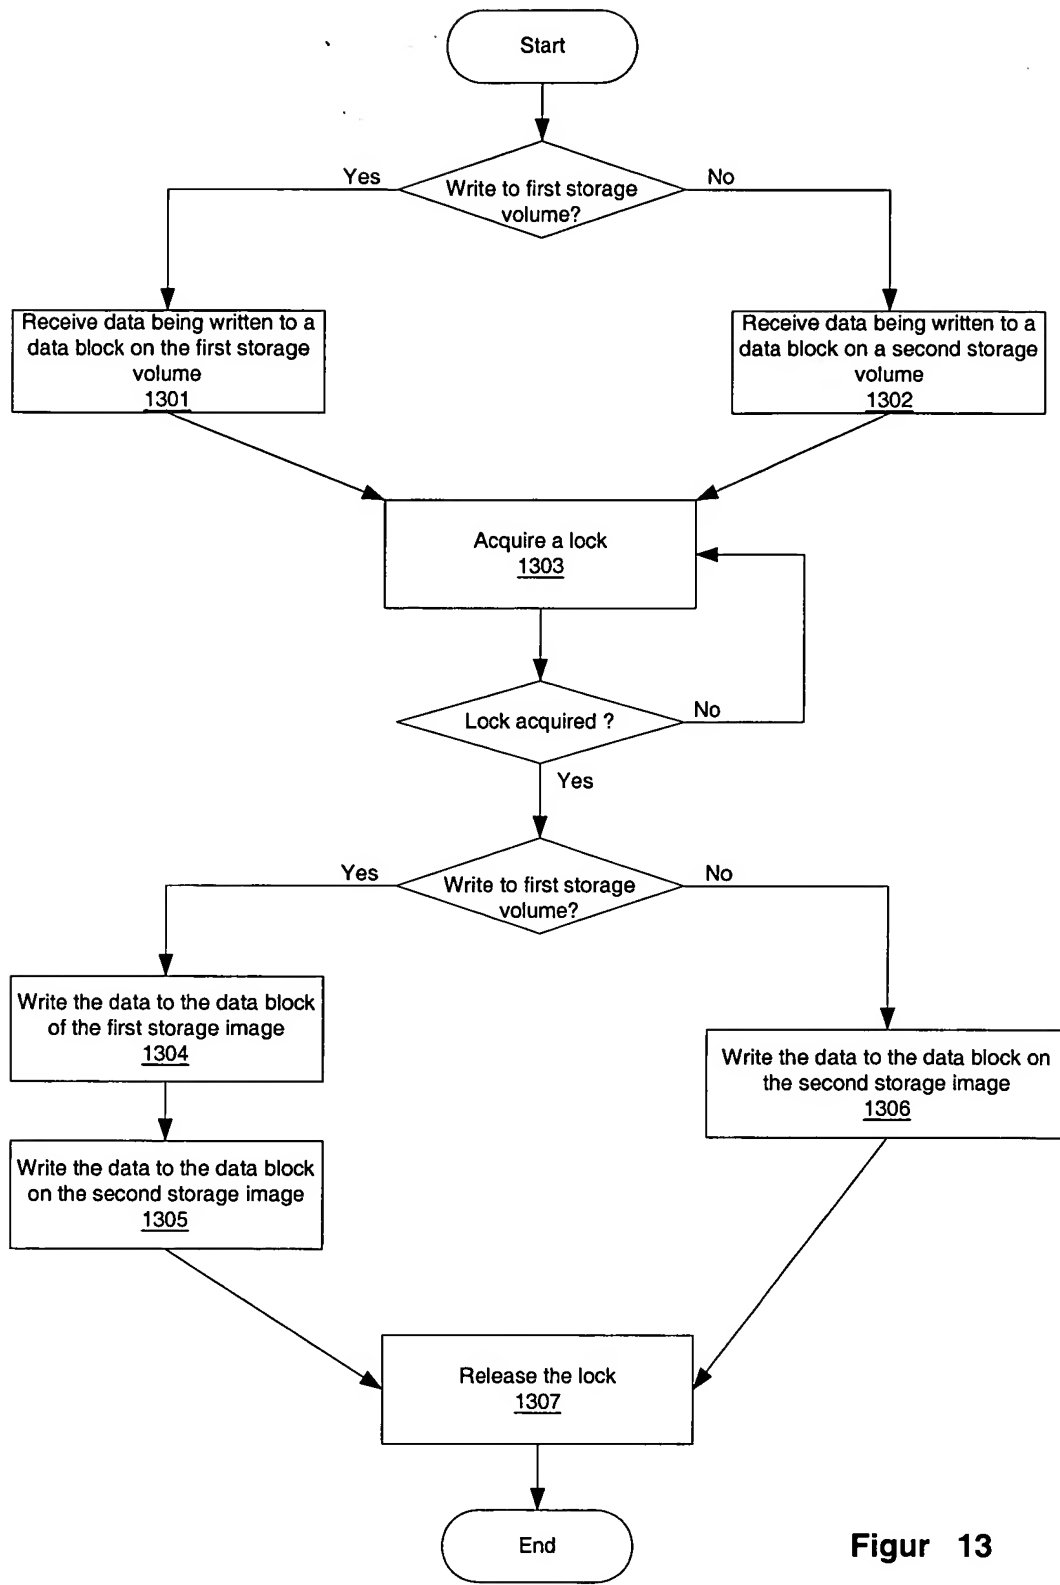 Start
Write to first storage
volume?
Yes
No
Receive data being written to a
data block on the first storage
volume
1301
Receive data being written to a
data block on a second storage
volume
1302
Acquire a lock
1303
Lock acquired ?
No
Yes
Write to first storage
volume?
Yes
No
Write the data to the data block
of the first storage image
1304
Write the data to the data block on
the second storage image
1306
Write the data to the data block
on the second storage image
1305
Release the lock
1307
End
Figur 13